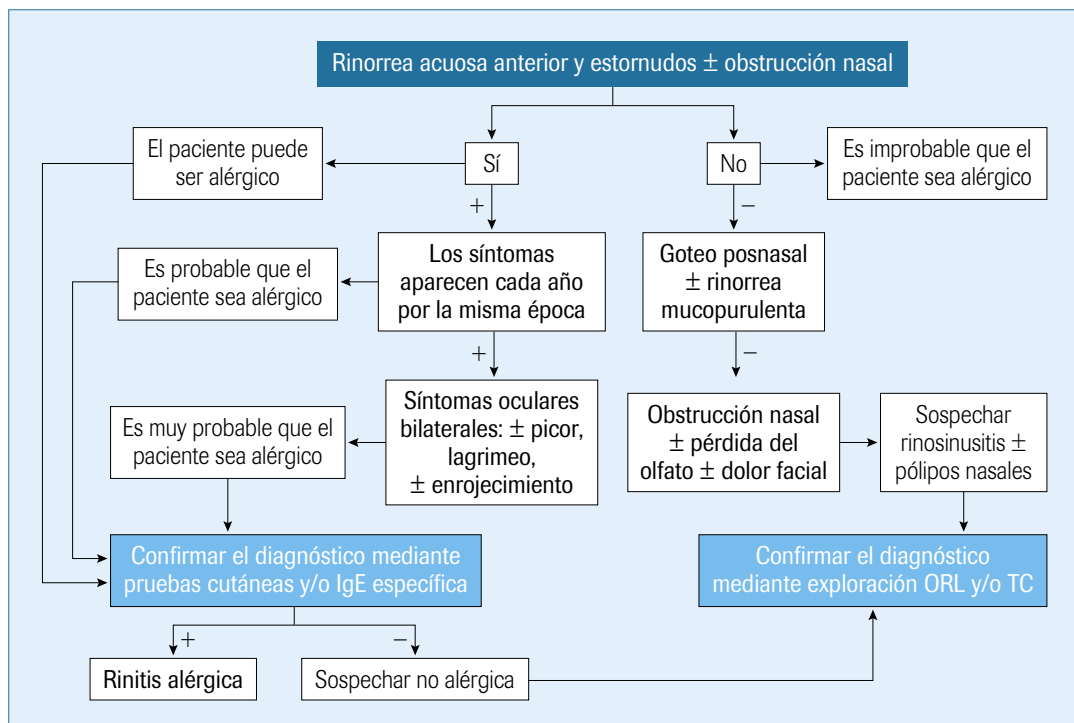 Rinorrea acuosa anterior y estornudos ± obstrucción nasal
El paciente puede
ser alérgico
Sí
No
Es improbable que el
paciente sea alérgico
+
−
Es probable que el
paciente sea alérgico
Los síntomas
aparecen cada año
por la misma época
Goteo posnasal
± rinorrea
mucopurulenta
+
−
Es muy probable que el
paciente sea alérgico
Síntomas oculares
bilaterales: ± picor,
lagrimeo,
± enrojecimiento
Obstrucción nasal
± pérdida del
olfato ± dolor facial
Sospechar
rinosinusitis ±
pólipos nasales
Confirmar el diagnóstico mediante
pruebas cutáneas y/o IgE específica
Confirmar el diagnóstico
mediante exploración ORL y/o TC
+
−
Rinitis alérgica
Sospechar no alérgica